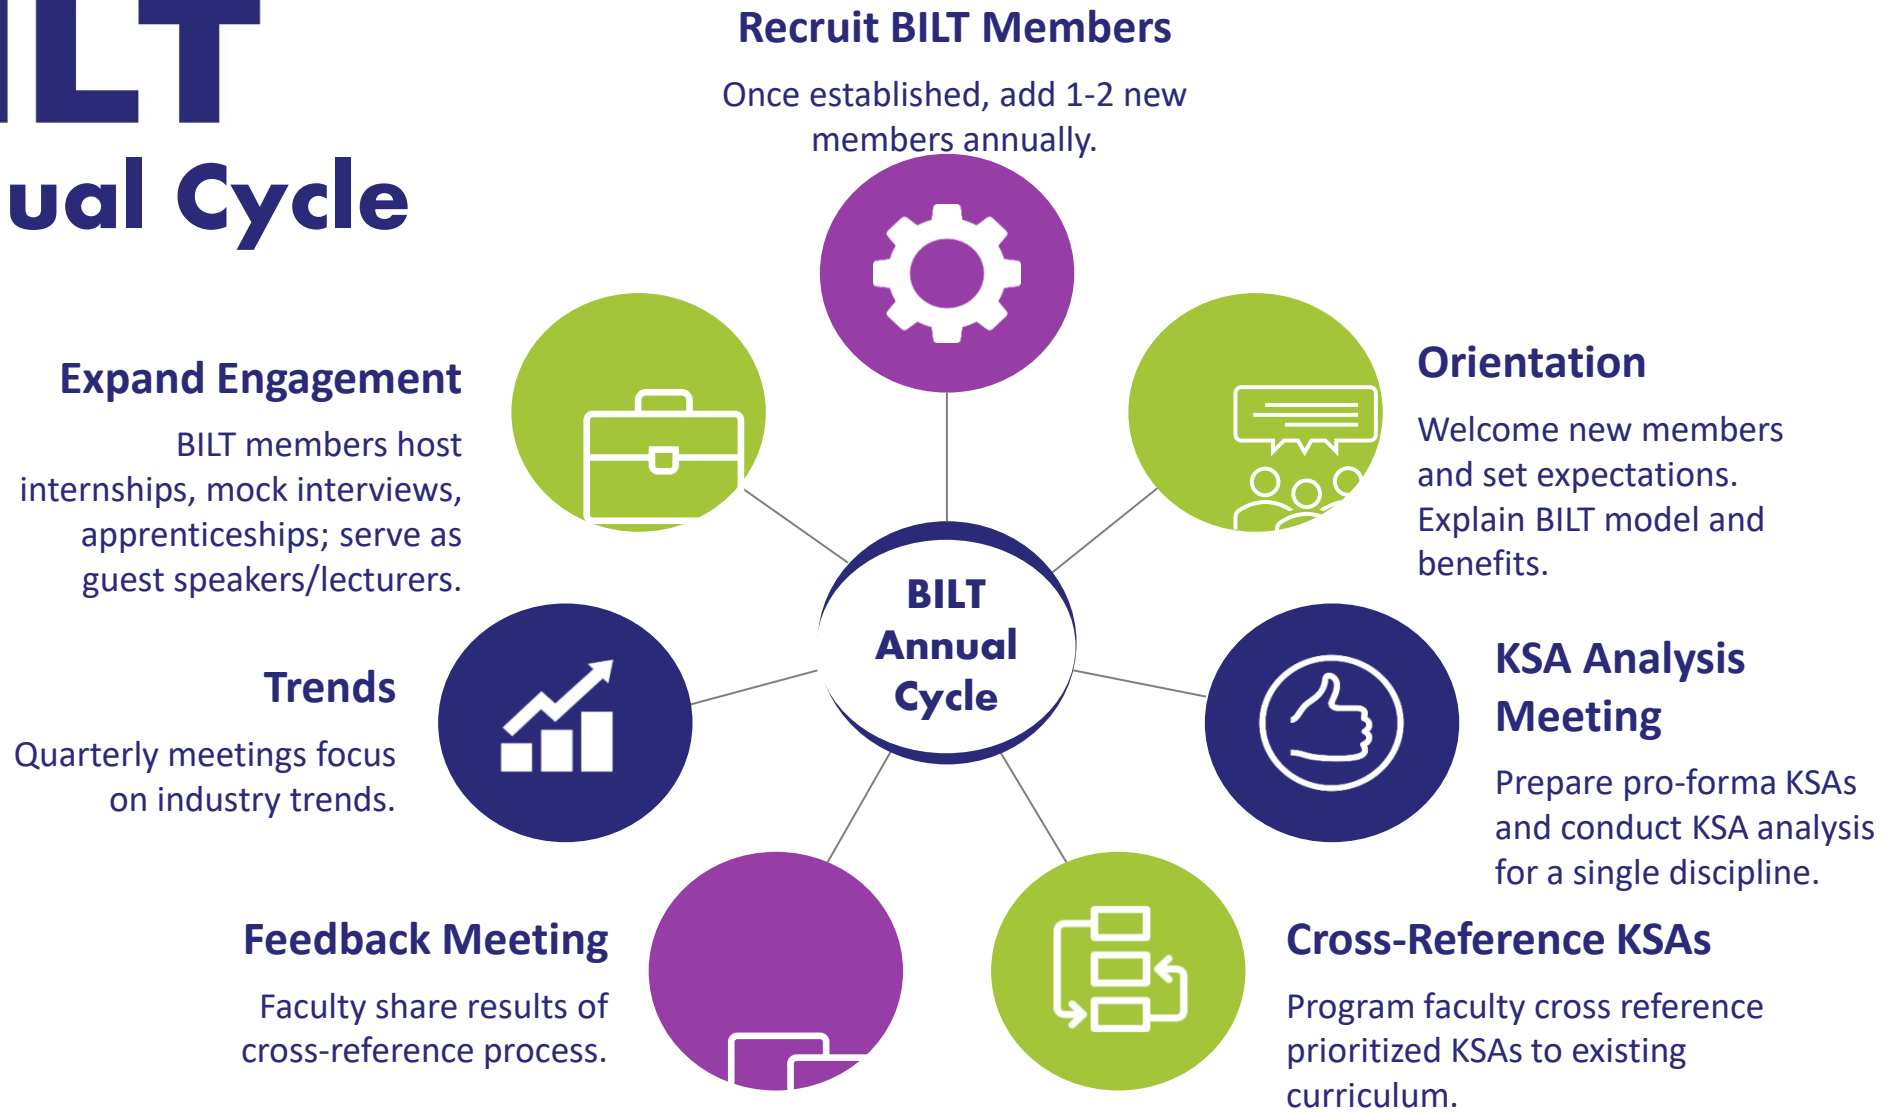 ILT
ual Cycle
Recruit BILT Members
Once established, add 1-2 new
members annually.
Orientation
Welcome new members
and set expectations.
Explain BILT model and
benefits.
KSA Analysis
Meeting
Prepare pro-forma KSAs
and conduct KSA analysis
for a single discipline.
Cross-Reference KSAs
Program faculty cross reference
prioritized KSAs to existing
curriculum.
Feedback Meeting
Faculty share results of
cross-reference process.
Trends
Quarterly meetings focus
on industry trends.
Expand Engagement
BILT members host
internships, mock interviews,
apprenticeships; serve as
guest speakers/lecturers.
BILT
Annual
Cycle